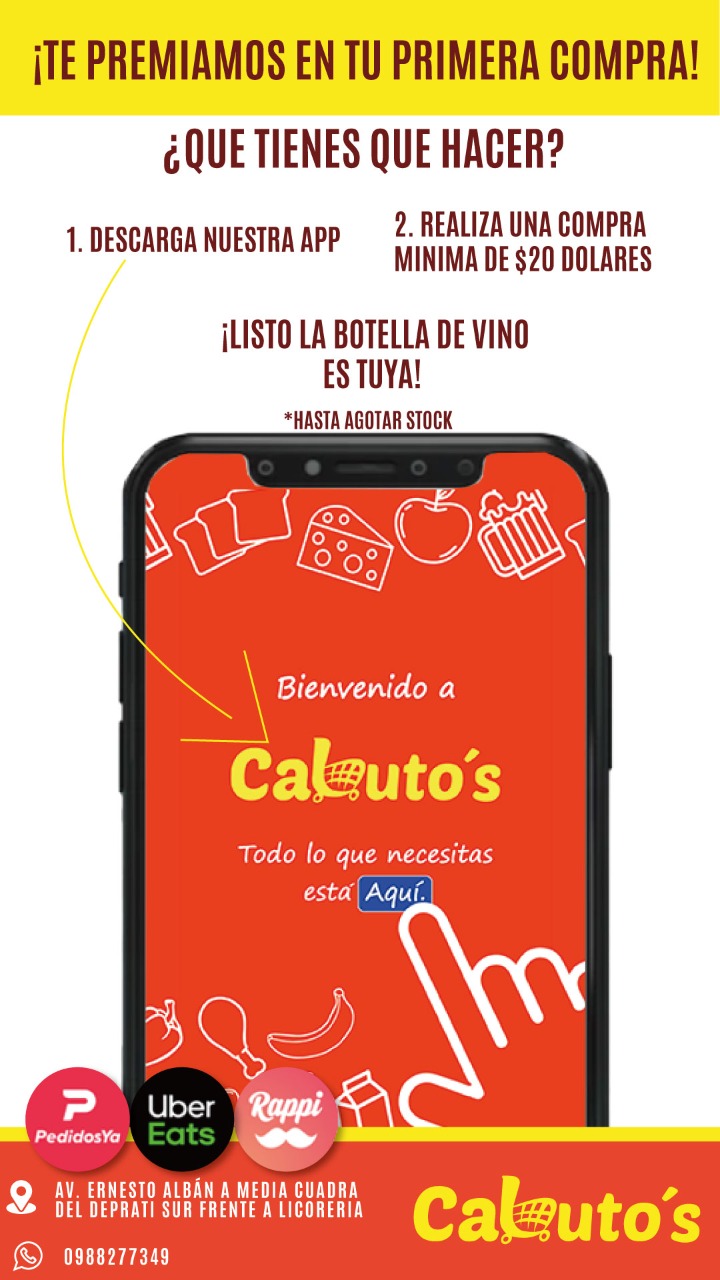 ¡TE PREMIAMOS EN TU PRIMERA COMPRA!
¿QUE TIENES QUE HACER?
1. DESCARGA NUESTRA APP
2. REALIZA UNA COMPRA
MINIMA DE $20 DOLARES
¡LISTO LA BOTELLA DE VINO
ES TUYA!
*HASTA AGOTAR STOCK
Bienvenido a
Cabuto´s
Todo lo que necesitas
está Aquí.
PedidosYa
Uber
Eats
Rappi
AV. ERNESTO ALBÁN A MEDIA CUADRA
DEL DEPRATI SUR FRENTE A LICORERIA
0988277349
Cabuto´s